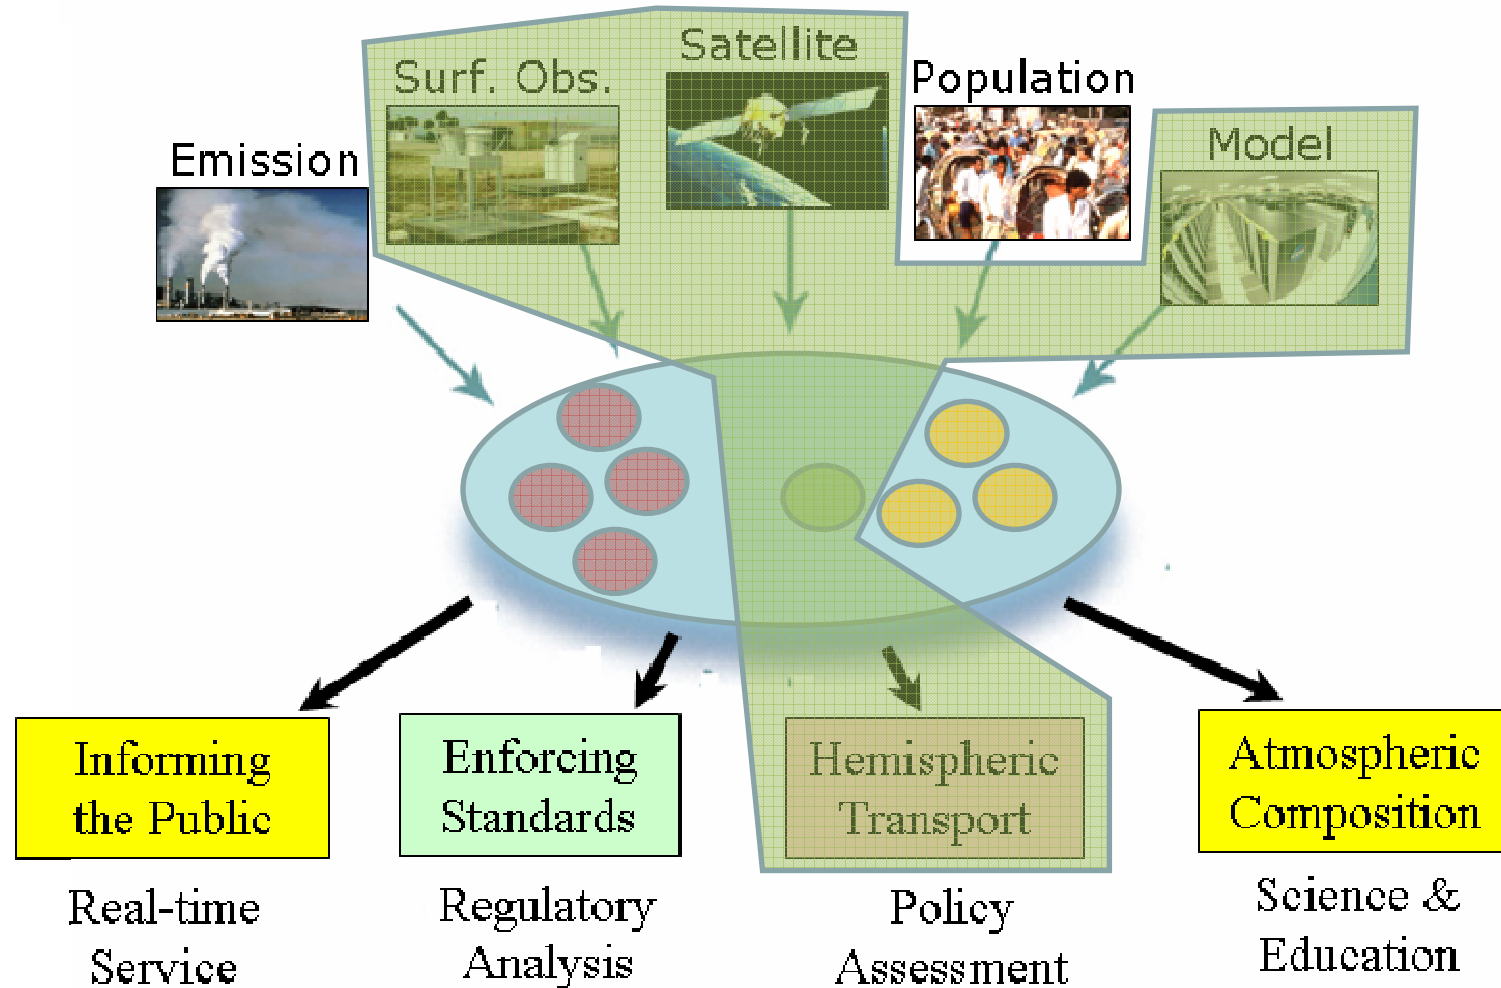 Satellite
Surf. Obs.
Population
Model
Emission
Informing
the Public
Enforcing
Standards
Hemispheric
Transport
Atmospheric
Composition
Real-time
Service
Regulatory
Analysis
Policy
Assessment
Science &
Education